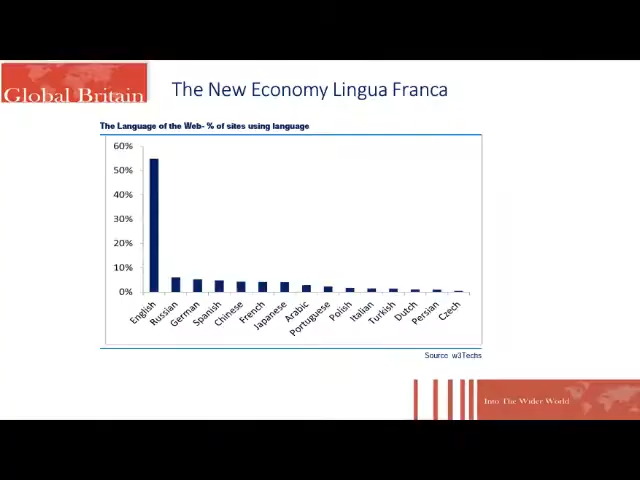 Global Britain
The New Economy Lingua Franca
The Language of the Web- % of sites using language
60%
50%
40%
30%
20%
10%
0%
English
Russian
German
Spanish
Chinese
French
Japanese
Arabic
Portuguese
Polish
Italian
Turkish
Dutch
Persian
Czech
Source w3Techs
Into The Wider World